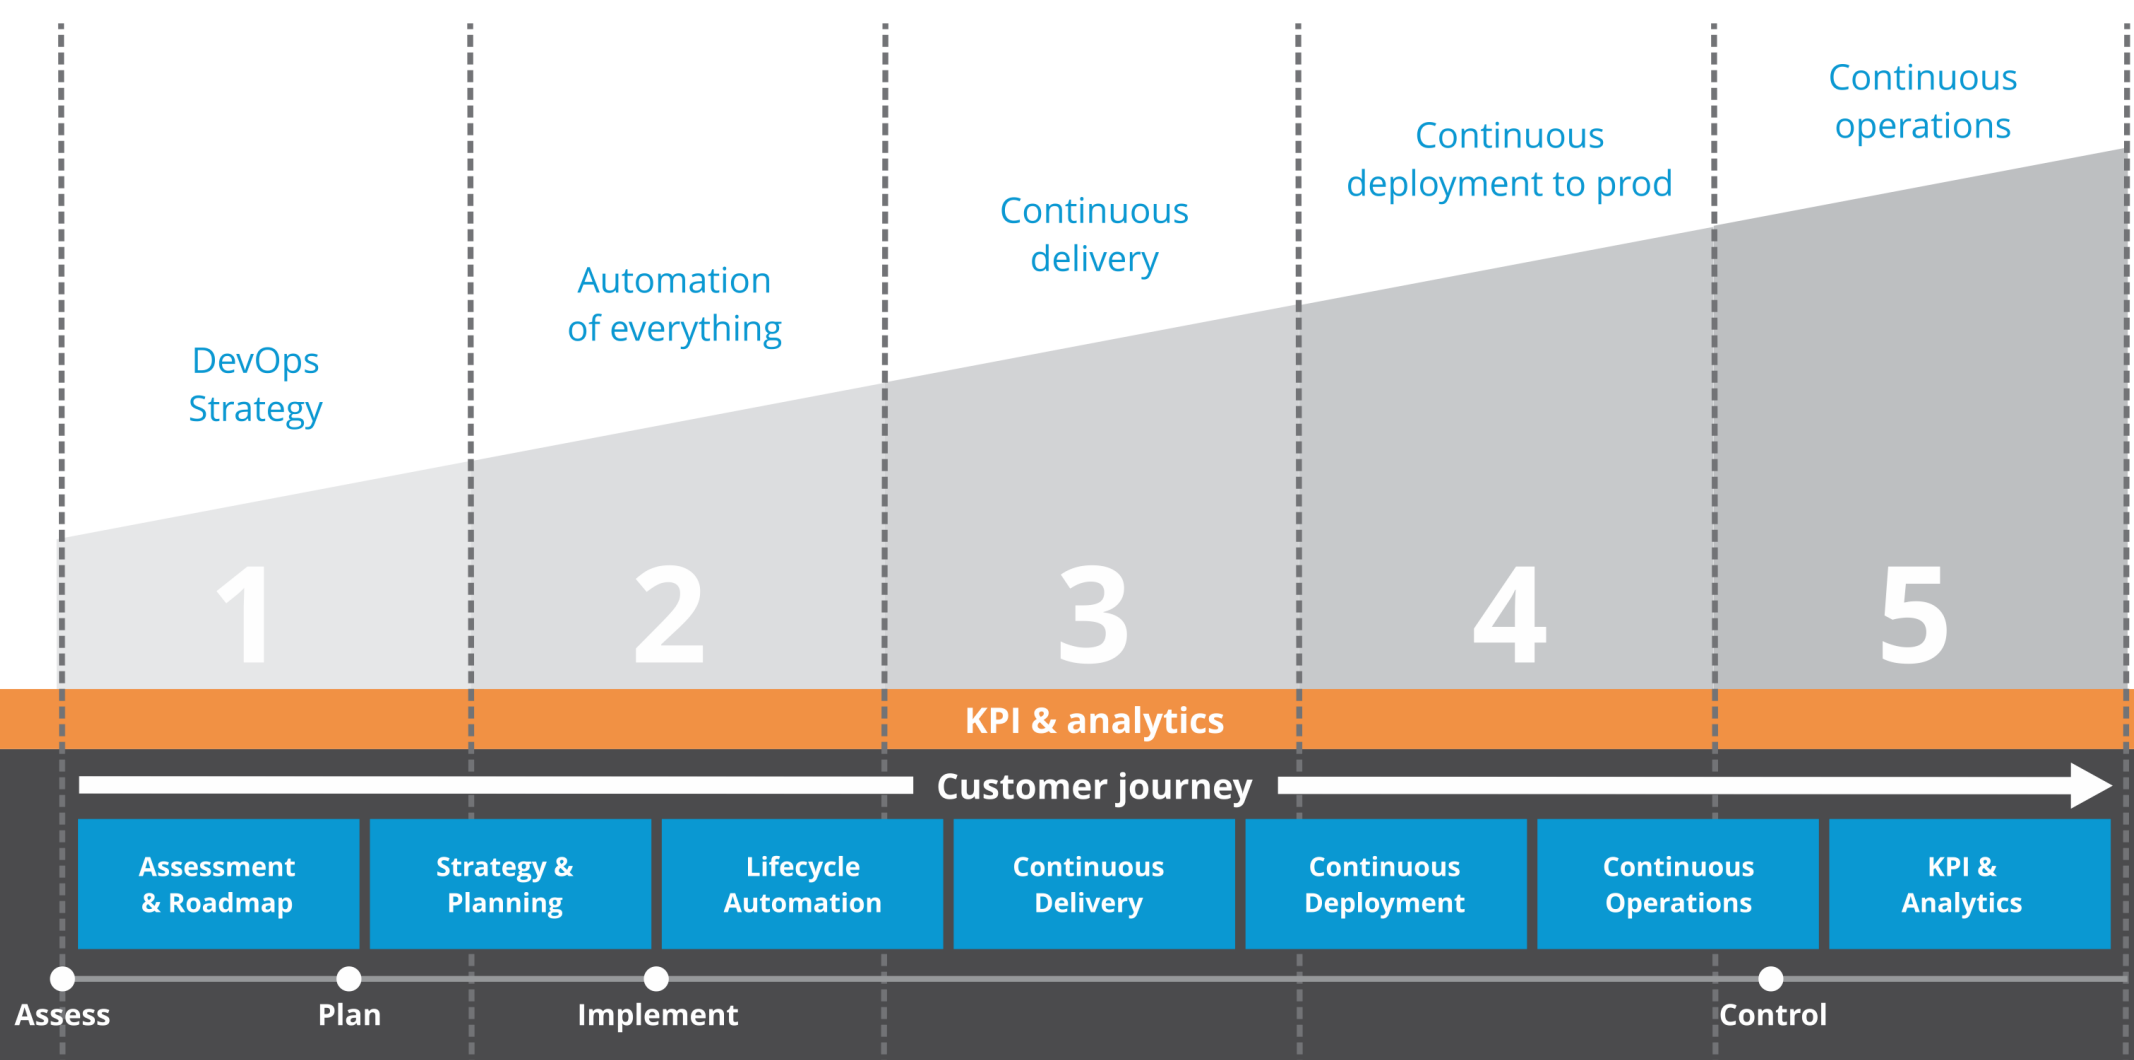 DevOps
Strategy
Automation
of everything
Continuous
delivery
Continuous
deployment to prod
Continuous
operations
1
2
3
4
5
KPI & analytics
Customer journey
Assessment
& Roadmap
Strategy &
Planning
Lifecycle
Automation
Continuous
Delivery
Continuous
Deployment
Continuous
Operations
KPI &
Analytics
Assess
Plan
Implement
Control